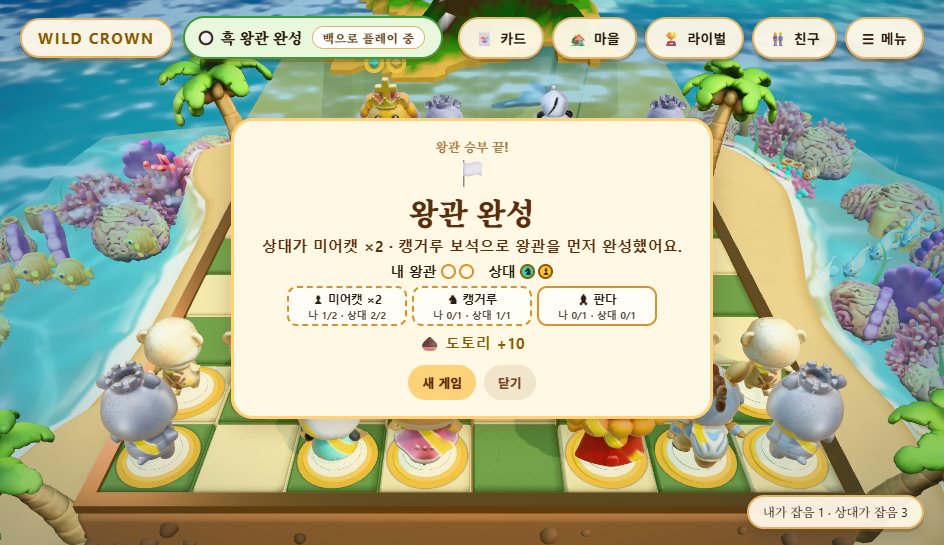 WILD CROWN
흑 왕관 완성 백으로 플레이 중
카드
마을
라이벌
친구
☰ 메뉴
왕관 승부 끝!
왕관 완성
상대가 미어캣 ×2 · 캥거루 보석으로 왕관을 먼저 완성했어요.
내 왕관 상대
미어캣 ×2
나 1/2 · 상대 2/2
캥거루
나 0/1 · 상대 1/1
판다
나 0/1 · 상대 0/1
도토리 +10
새 게임 닫기
내가 잡음 1 · 상대가 잡음 3